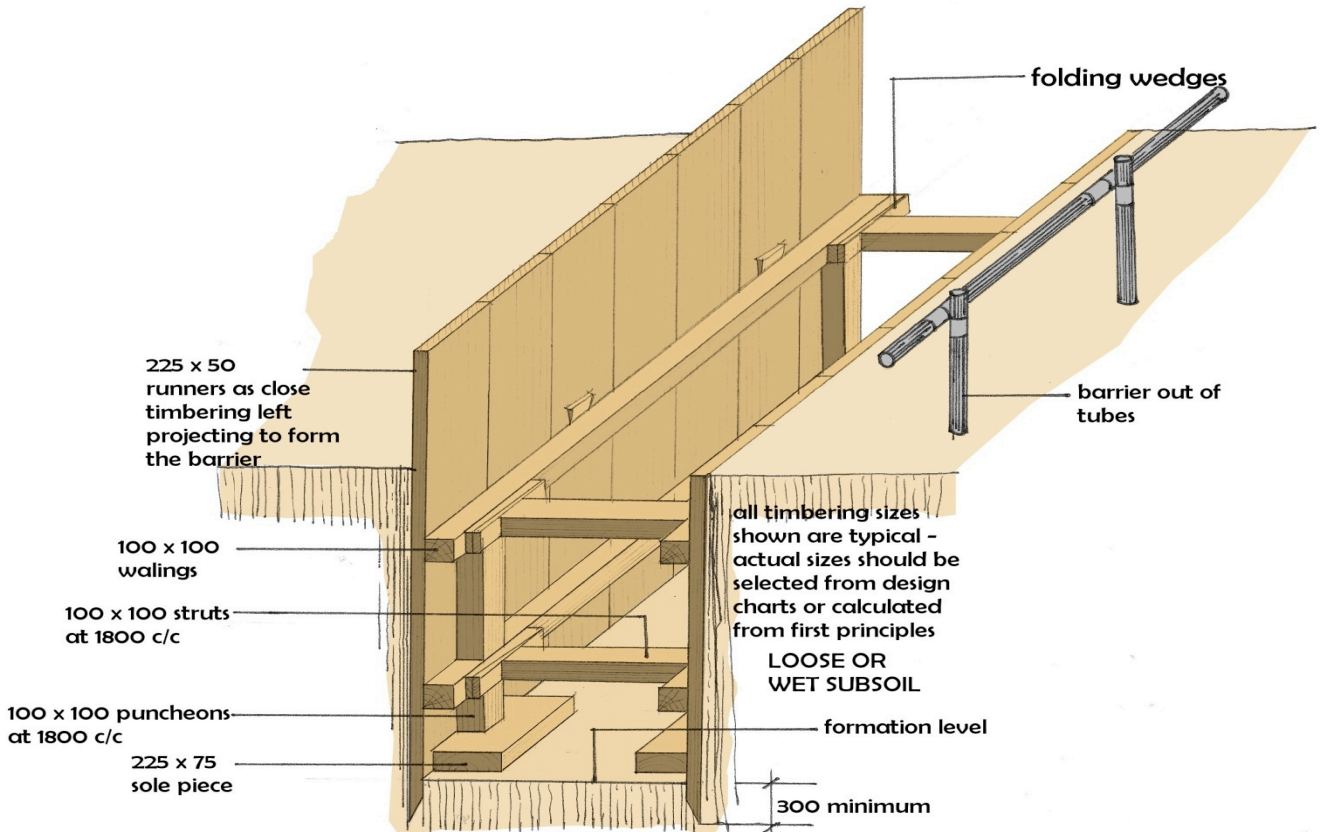 folding wedges
225 x 50
runners as close
timbering left
projecting to form
the barrier
barrier out of
tubes
100 x 100
walings
100 x 100 struts
at 1800 c/c
all timbering sizes
shown are typical -
actual sizes should be
selected from design
charts or calculated
from first principles
LOOSE OR
WET SUBSOIL
100 x 100 puncheons
at 1800 c/c
formation level
225 x 75
sole piece
300 minimum